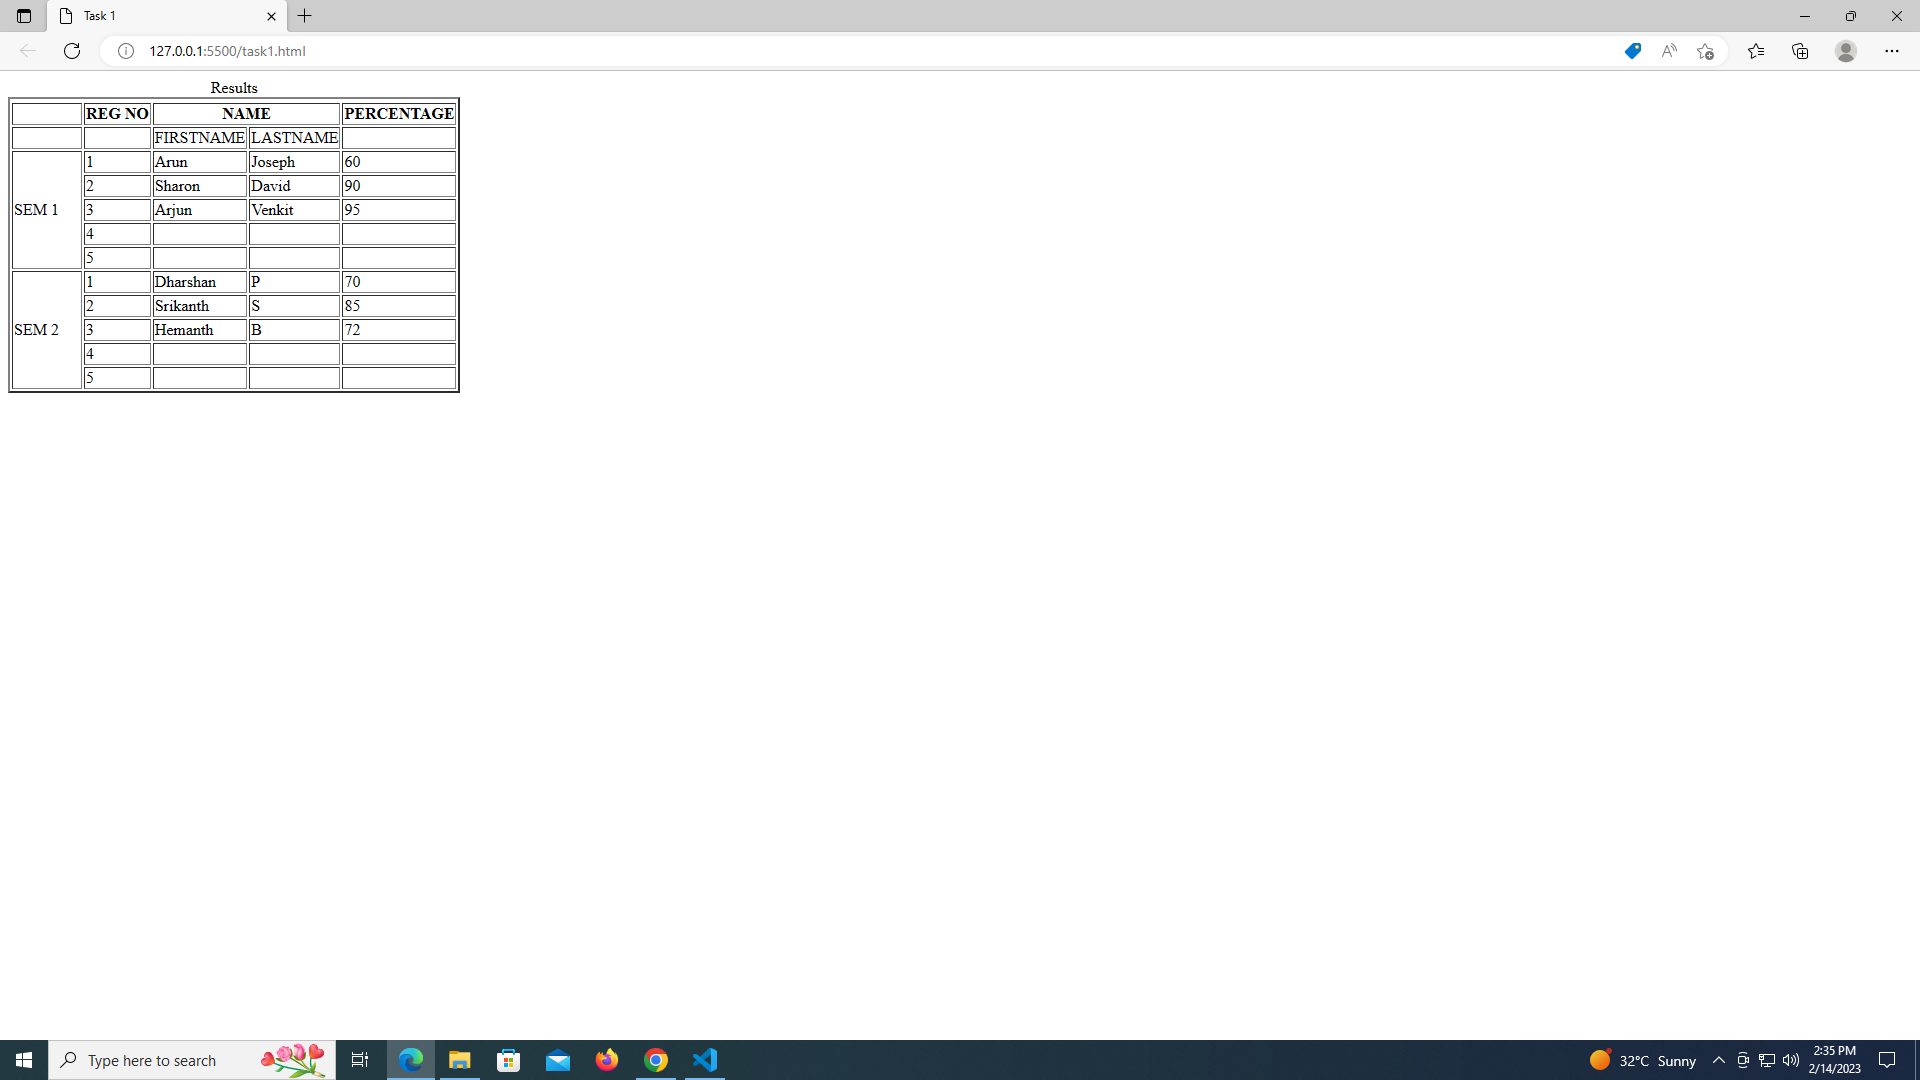 Task 1
127.0.0.1:5500/task1.html
Results
REG NO NAME PERCENTAGE
FIRSTNAME LASTNAME
SEM 1
1 Arun Joseph 60
2 Sharon David 90
3 Arjun Venkit 95
4
5
SEM 2
1 Dharshan P 70
2 Srikanth S 85
3 Hemanth B 72
4
5
Type here to search
32°C Sunny
2:35 PM
2/14/2023